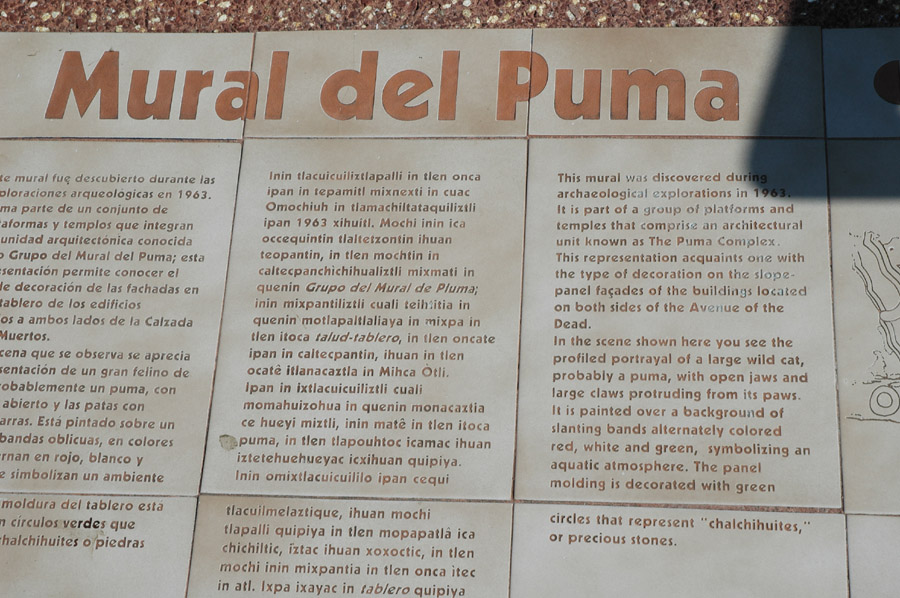 Mural del Puma
te mural fue descubierto durante las
ploraciones arqueológicas en 1963.
ma parte de un conjunto de
taformas y templos que integran
unidad arquitectónica conocida
o Grupo del Mural del Puma; esta
esentación permite conocer el
de decoración de las fachadas en
tablero de los edificios
os a ambos lados de la Calzada
Muertos.
cena que se observa se aprecia
sentación de un gran felino de
robablemente un puma, con
abierto y las patas con
arras. Está pintado sobre un
bandas oblicuas, en colores
rnan en rojo, blanco y
e simbolizan un ambiente
moldura del tablero esta
n círculos verdes que
halchihuites o piedras
Inin tlacuicuiliztlapalli in tlen onca
ipan in tepamitl mixnexti in cuac
Omochiuh in tlamachiltataquiliztli
ipan 1963 xihuitl. Mochi inin ica
occequintin tlaltetzontin ihuan
teopantin, in tlen mochtin in
caltecpanchichihualiztli mixmati in
quenin Grupo del Mural de Pluma;
inin mixpantiliztli cuali teihîitia in
quenin motlapaltlaliaya in mixpa in
tlen itoca talud-tablero, in tlen oncate
ipan in caltecpantin, ihuan in tlen
ocatê itlanacaztla in Mihca Òtli.
Ipan in ixtlacuicuiliztli cuali
momahuizohua in quenin monacaxtia
ce hueyi miztli, inin matê in tlen itoca
puma, in tlen tlapouhtoc icamac ihuan
iztetehuehueyac icxihuan quipiya.
Inin omixtlacuicuililo ipan cequi
tlacuilmelaztique, ihuan mochi
tlapalli quipiya in tlen mopapatlâ ica
chichiltic, íztac ihuan xoxoctic, in tlen
mochi inin mixpantia in tlen onca itec
in atl. Ixpa ixayac in tablero quipiya
This mural was discovered during
archaeological explorations in 1963.
It is part of a group of platforms and
temples that comprise an architectural
unit known as The Puma Complex.
This representation acquaints one with
the type of decoration on the slope-
panel façades of the buildings located
on both sides of the Avenue of the
Dead.
In the scene shown here you see the
profiled portrayal of a large wild cat,
probably a puma, with open jaws and
large claws protruding from its paws.
It is painted over a background of
slanting bands alternately colored
red, white and green, symbolizing an
aquatic atmosphere. The panel
molding is decorated with green
circles that represent "chalchihuites,"
or precious stones.